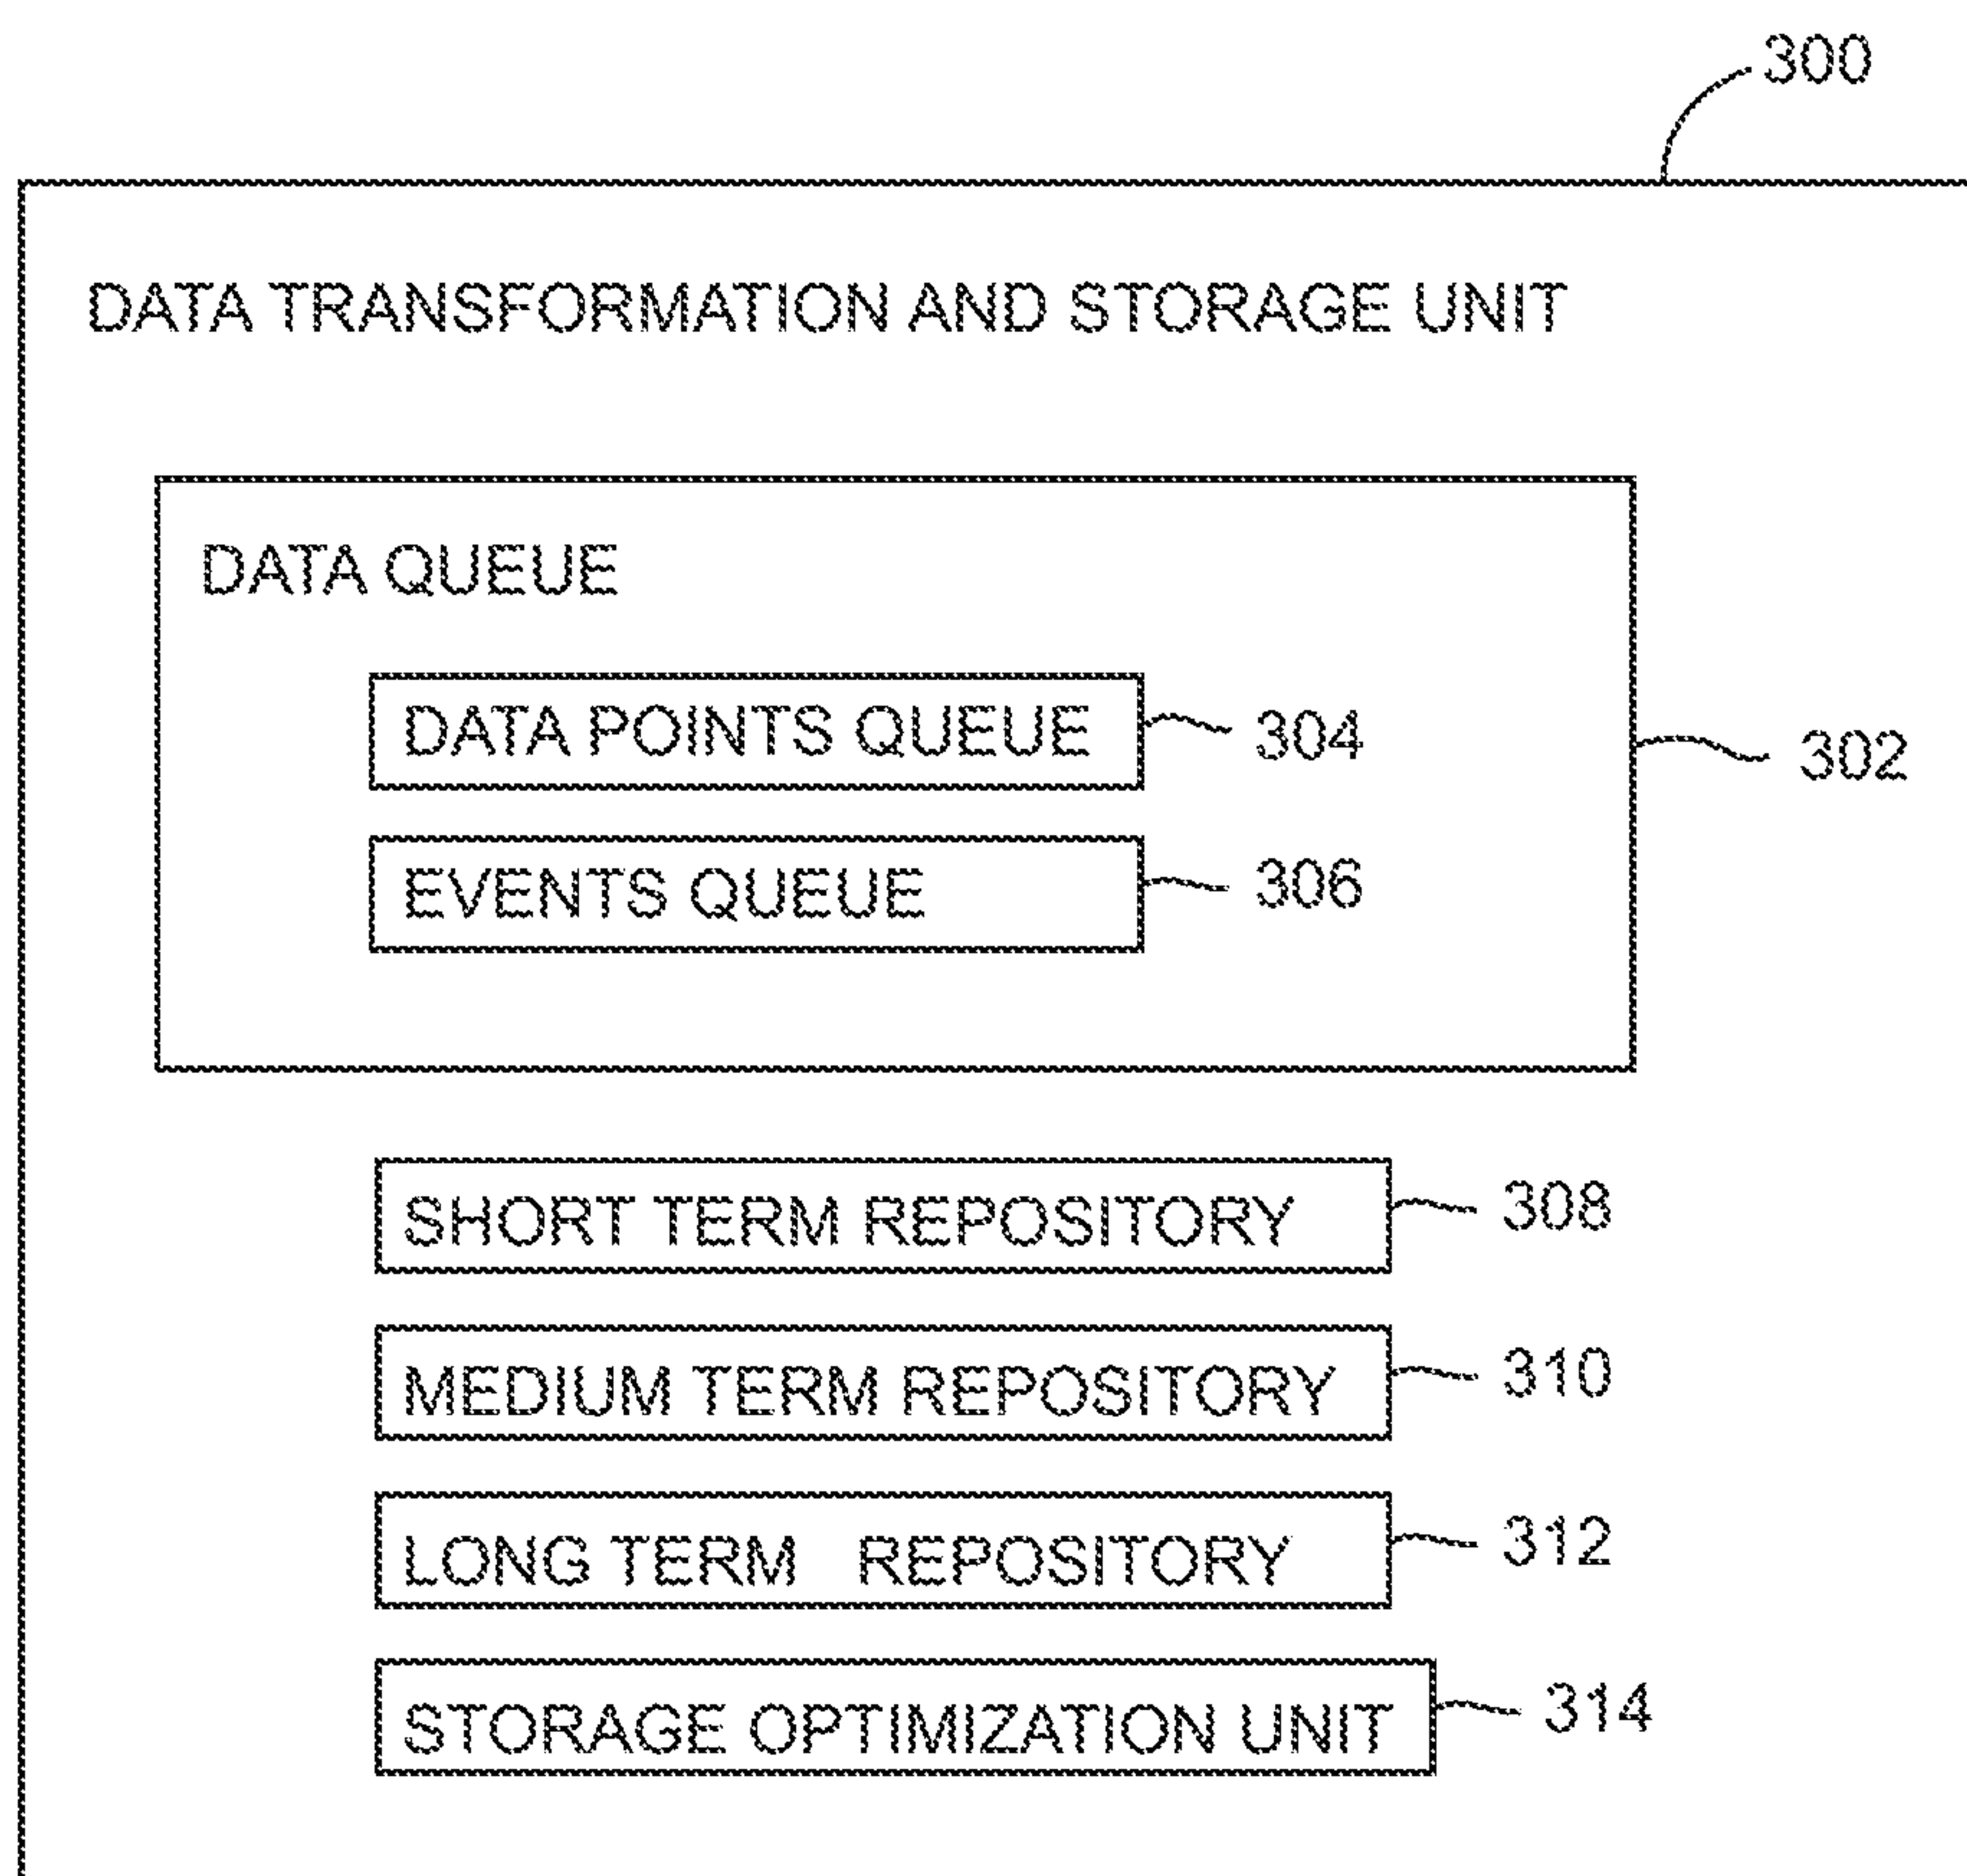 300
DATA TRANSFORMATION AND STORAGE UNIT
DATA QUEUE
DATA POINTS QUEUE 304
302
EVENTS QUEUE 306
SHORT TERM REPOSITORY 308
MEDIUM TERM REPOSITORY 310
LONG TERM REPOSITORY 312
STORAGE OPTIMIZATION UNIT 314